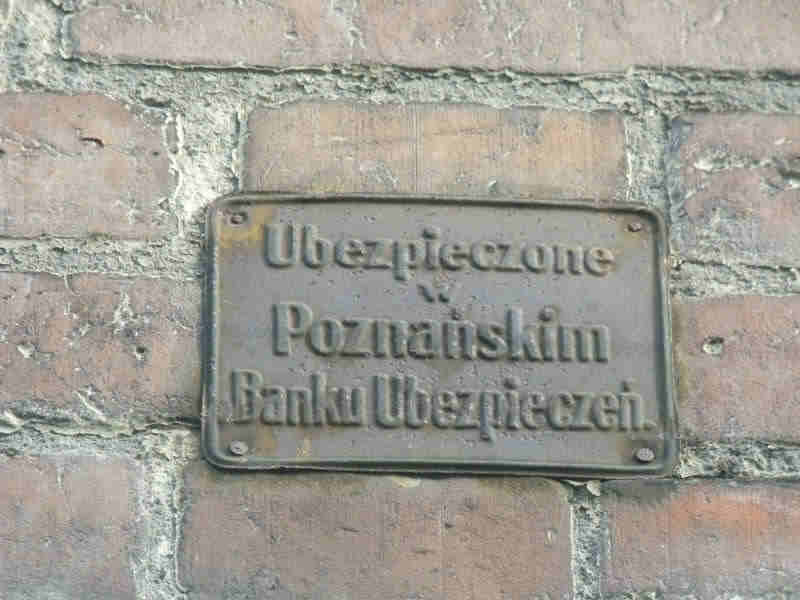 Ubezpieczone
w
Poznańskim
Banku Ubezpieczeń.